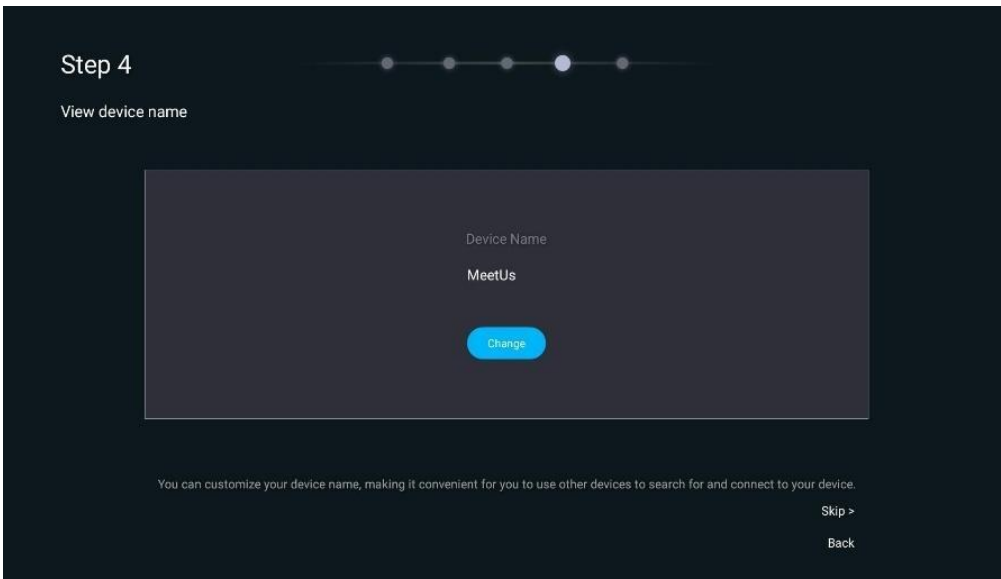 Step 4
View device name
Device Name
MeetUs
Change
You can customize your device name, making it convenient for you to use other devices to search for and connect to your device.
Skip >
Back